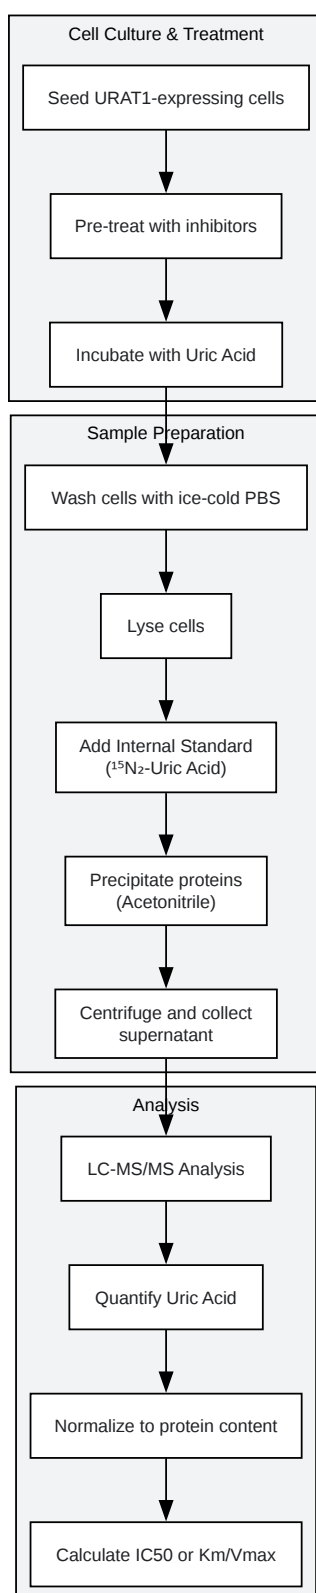 Cell Culture & Treatment
Seed URAT1-expressing cells
Pre-treat with inhibitors
Incubate with Uric Acid
Sample Preparation
Wash cells with ice-cold PBS
Lyse cells
Add Internal Standard
(¹⁵N₂-Uric Acid)
Precipitate proteins
(Acetonitrile)
Centrifuge and collect
supernatant
Analysis
LC-MS/MS Analysis
Quantify Uric Acid
Normalize to protein content
Calculate IC50 or Km/Vmax